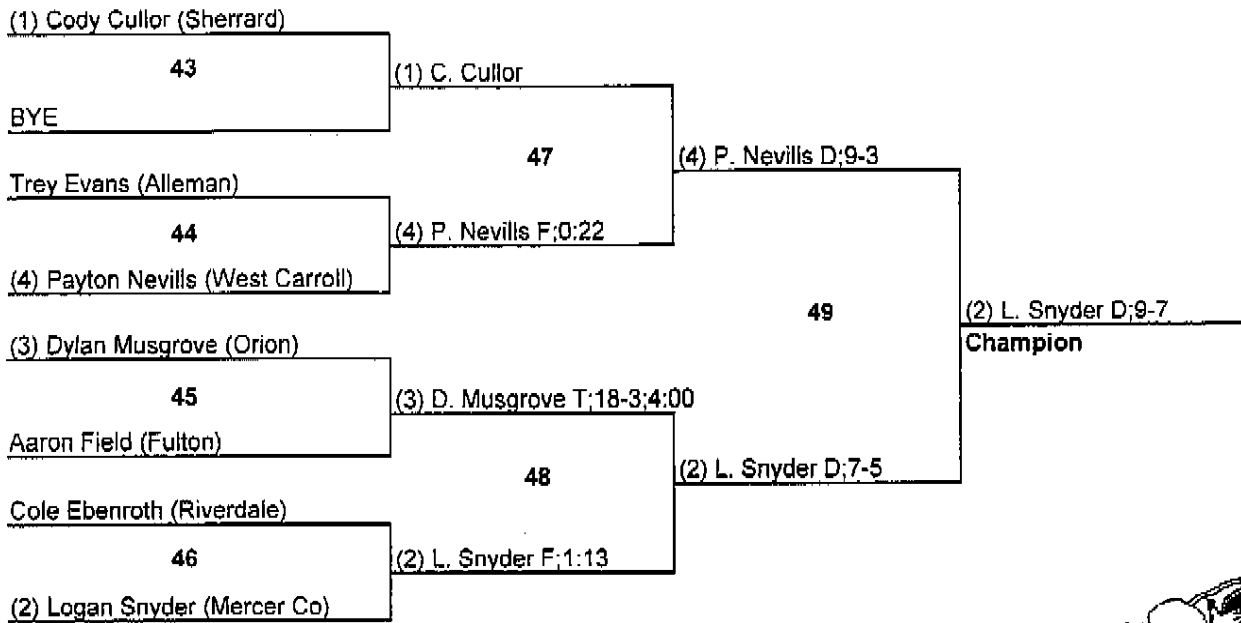 (1) Cody Cullor (Sherrard)
43
(1) C. Cullor
BYE
47
(4) P. Nevills D;9-3
Trey Evans (Alleman)
44
(4) P. Nevills F;0:22
(4) Payton Nevills (West Carroll)
49
(2) L. Snyder D;9-7
Champion
(3) Dylan Musgrove (Orion)
45
(3) D. Musgrove T;18-3;4:00
Aaron Field (Fulton)
48
(2) L. Snyder D;7-5
Cole Ebenroth (Riverdale)
46
(2) L. Snyder F;1:13
(2) Logan Snyder (Mercer Co)